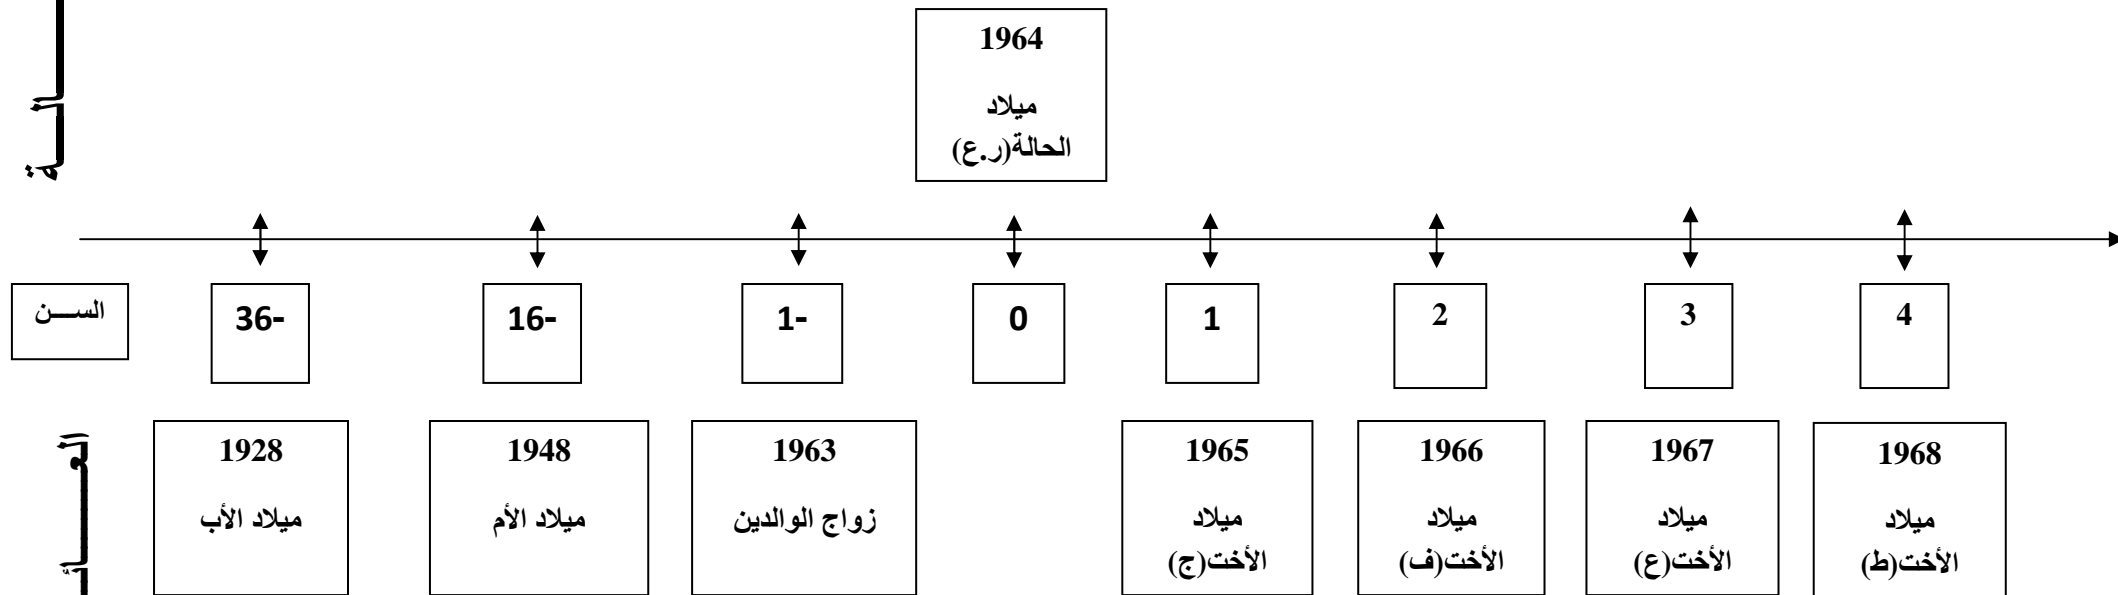 1964
ميلاد
الحالة(ر.ع)
السـن
36-
16-
1-
0
1
2
3
4
1928
ميلاد الأب
1948
ميلاد الأم
1963
زواج الوالدين
1965
ميلاد
الأخت(ج)
1966
ميلاد
الأخت(ف)
1967
ميلاد
الأخت(ع)
1968
ميلاد
الأخت(ط)